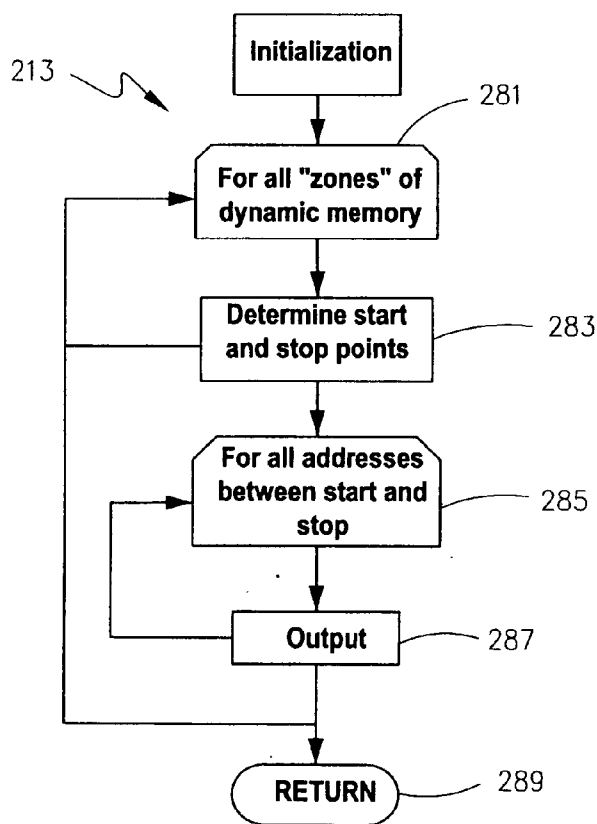 Initialization
213
281
For all "zones" of
dynamic memory
Determine start
and stop points
283
For all addresses
between start and
stop
285
Output
287
RETURN
289